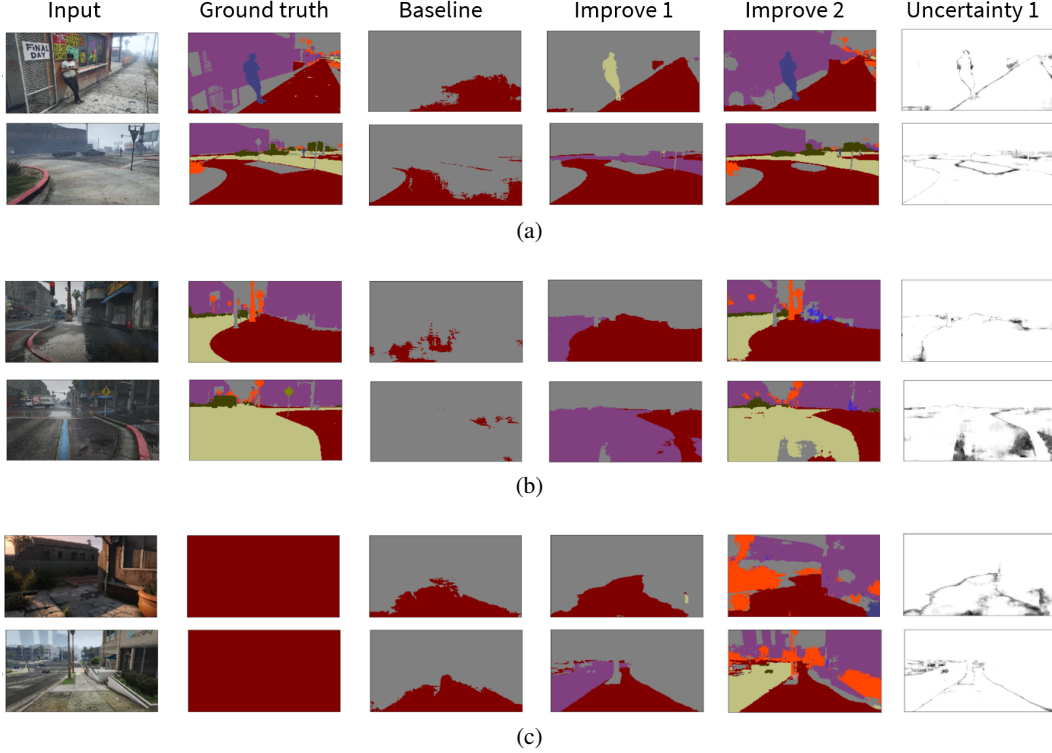 Input Ground truth Baseline Improve 1 Improve 2 Uncertainty 1
FINAL
DAY
(a)
(b)
(c)